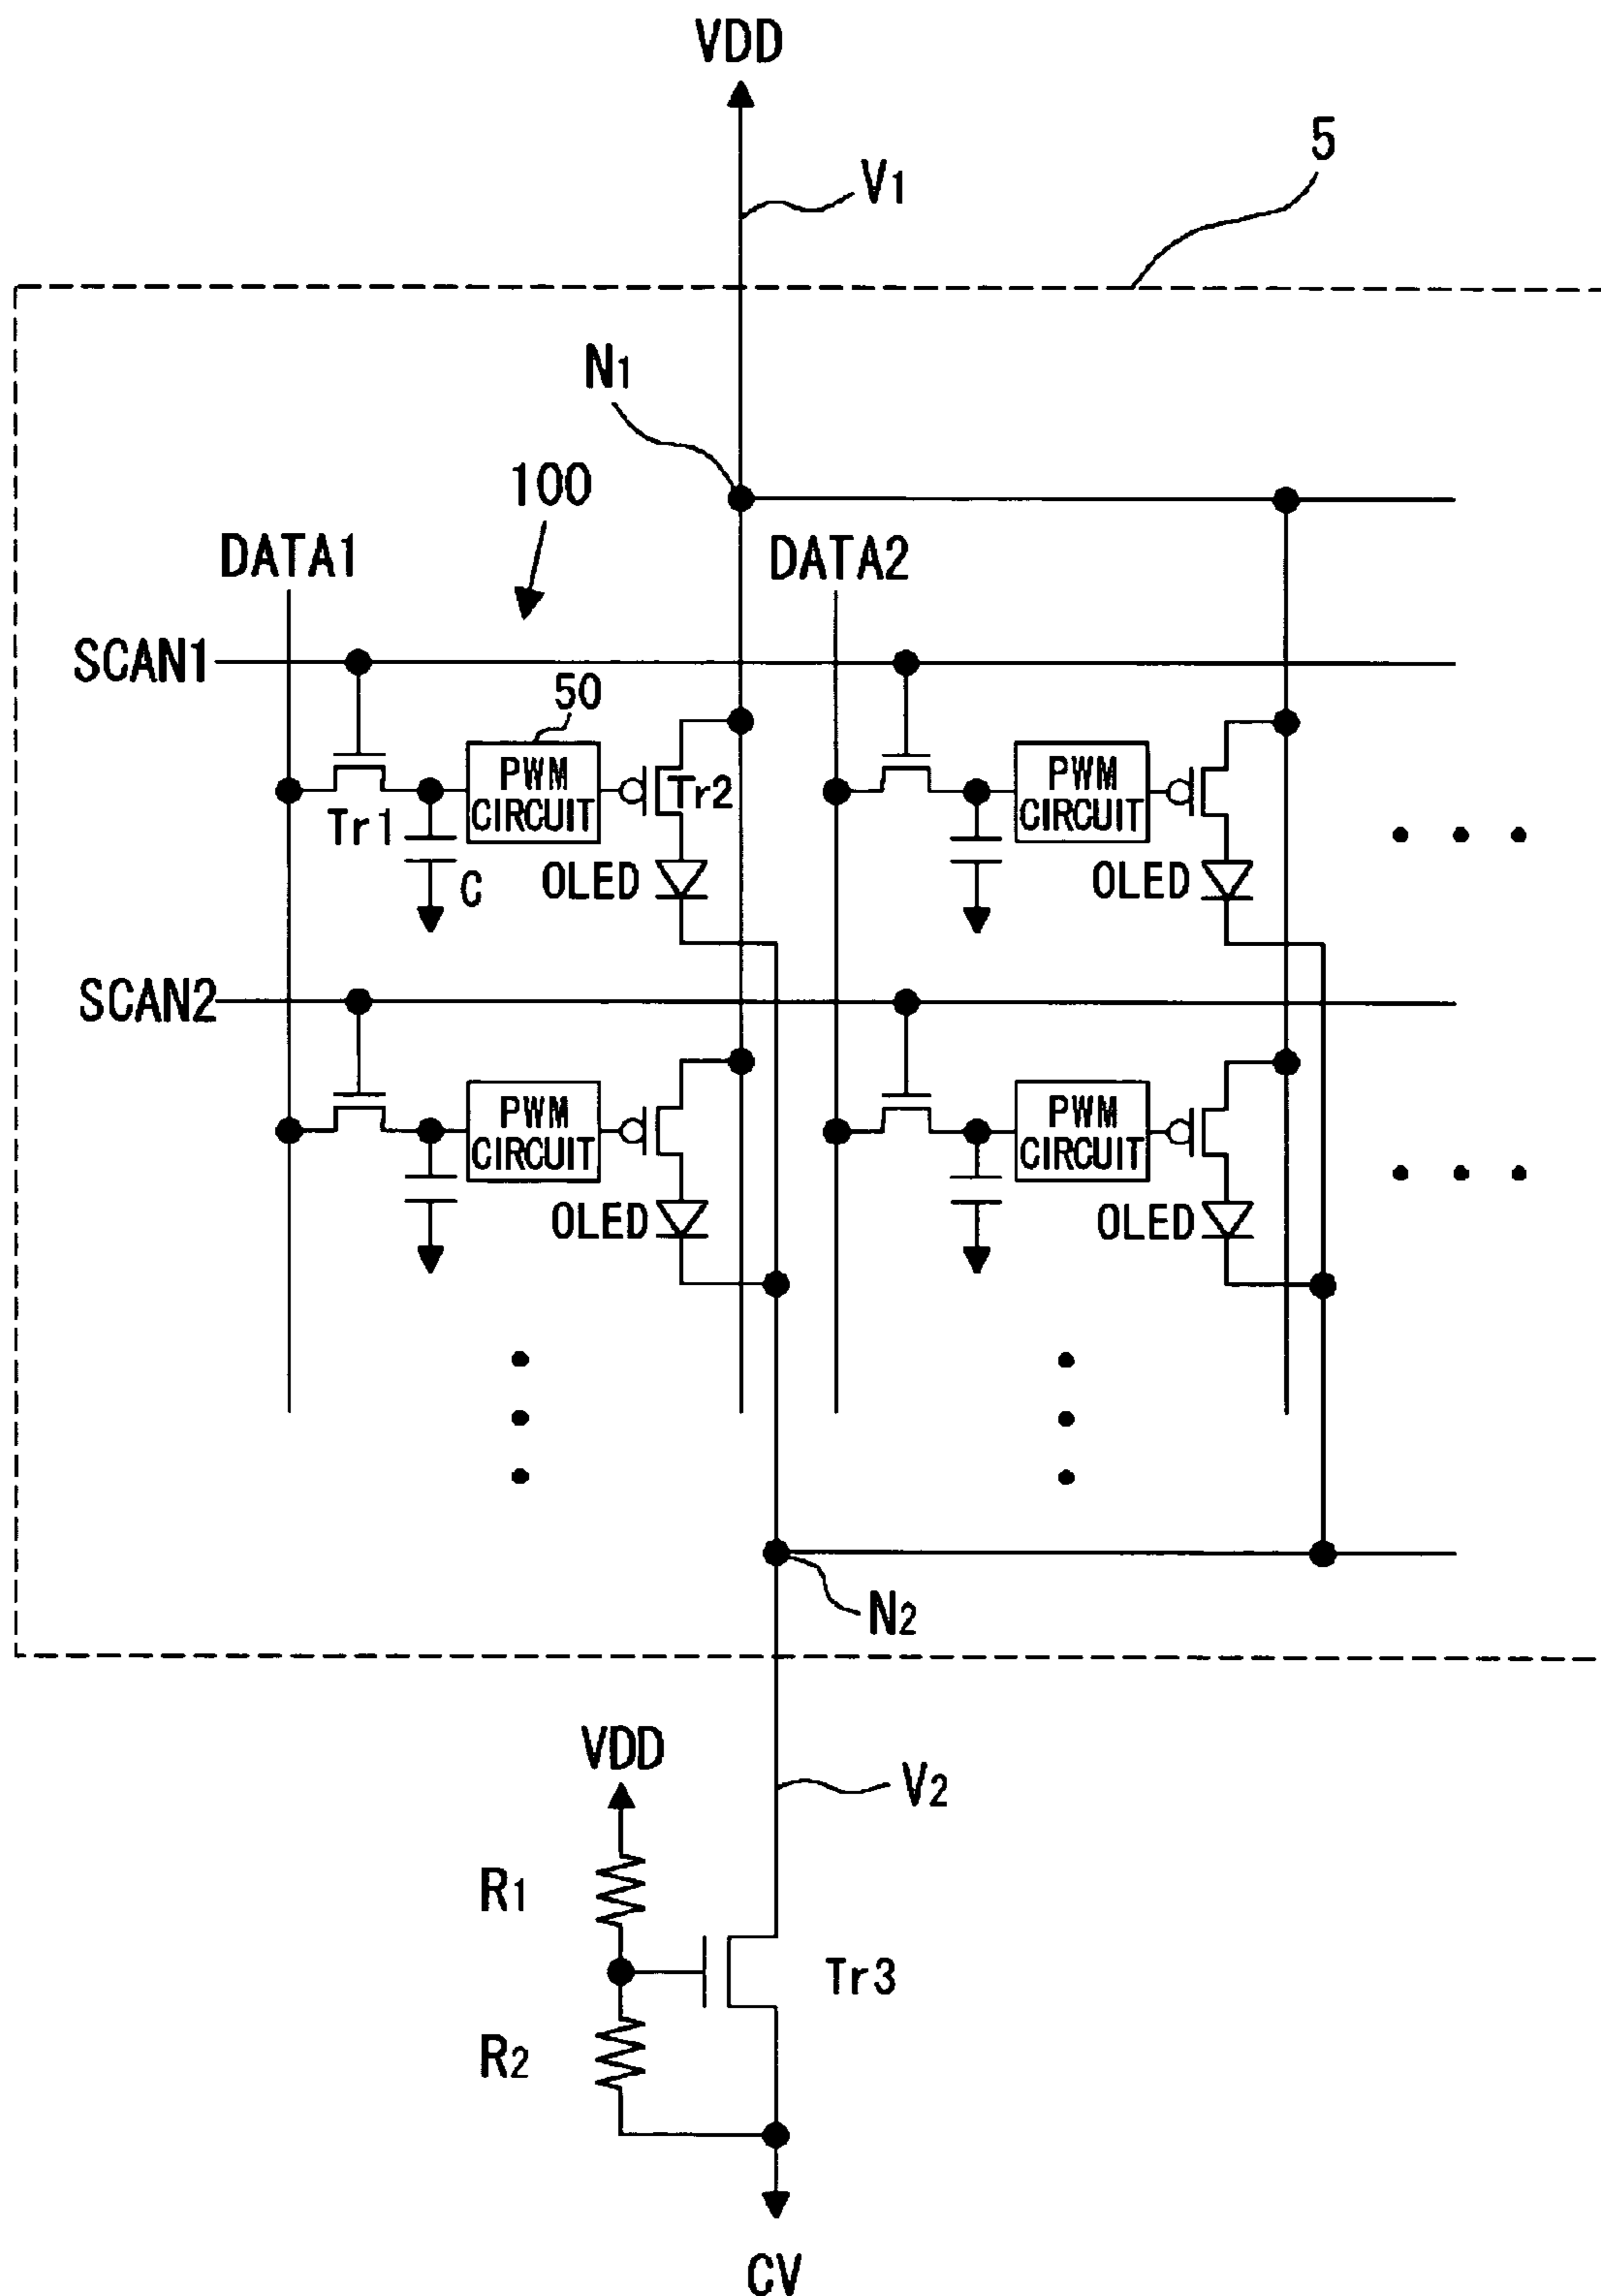 VDD
5
V1
N1
100
DATA1
DATA2
SCAN1
50
PWM
CIRCUIT
Tr2
PWM
CIRCUIT
Tr1
C
OLED
OLED
SCAN2
PWM
CIRCUIT
PWM
CIRCUIT
OLED
OLED
N2
VDD
V2
R1
Tr3
R2
CV